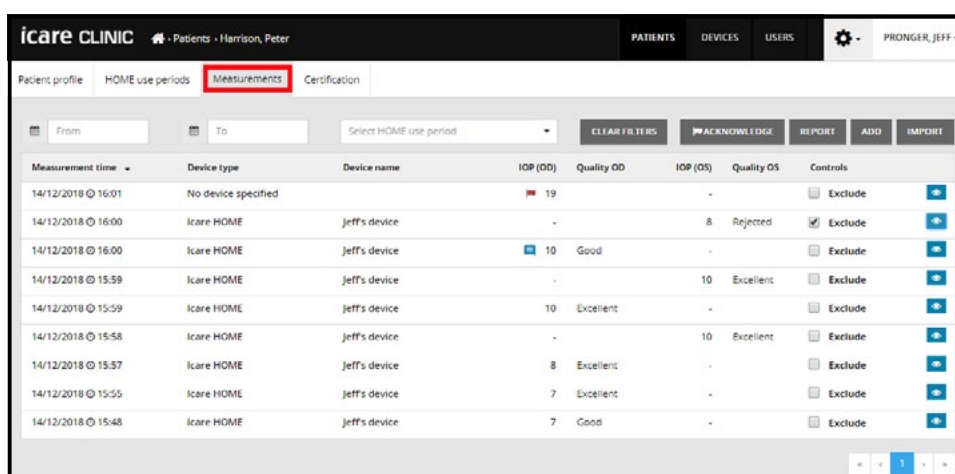 icare CLINIC › Patients › Harrison, Peter PATIENTS DEVICES USERS PRONGER, JEFF
Patient profile HOME use periods Measurements Certification
From To Select HOME use period CLEAR FILTERS ACKNOWLEDGE REPORT ADD IMPORT
Measurement time Device type Device name IOP (OD) Quality OD IOP (OS) Quality OS Controls
14/12/2018 16:01 No device specified 19 - Exclude
14/12/2018 16:00 Icare HOME Jeff's device - 8 Rejected Exclude
14/12/2018 16:00 Icare HOME Jeff's device 10 Good - Exclude
14/12/2018 15:59 Icare HOME Jeff's device - 10 Excellent Exclude
14/12/2018 15:59 Icare HOME Jeff's device 10 Excellent - Exclude
14/12/2018 15:58 Icare HOME Jeff's device - 10 Excellent Exclude
14/12/2018 15:57 Icare HOME Jeff's device 8 Excellent - Exclude
14/12/2018 15:55 Icare HOME Jeff's device 7 Excellent - Exclude
14/12/2018 15:48 Icare HOME Jeff's device 7 Good - Exclude
« ‹ 1 › »